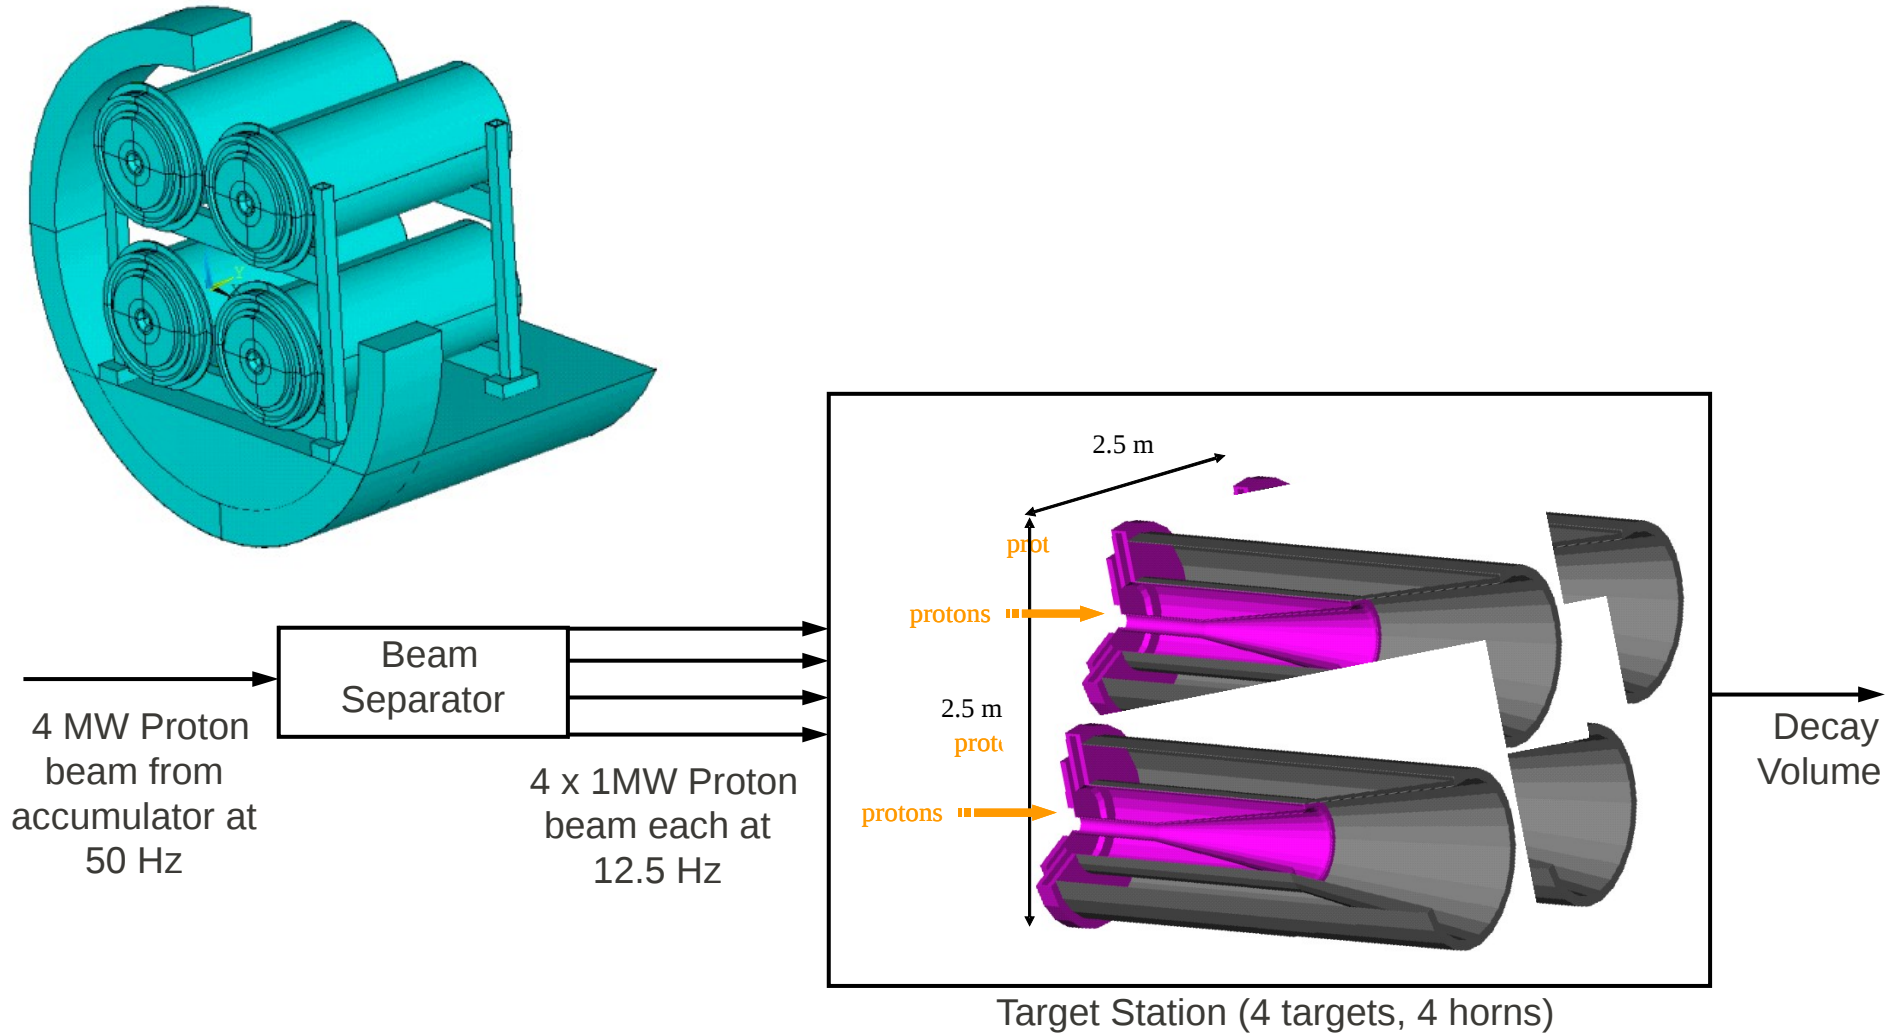 Y
2.5 m
prot
protons
2.5 m
prot
protons
Beam
Separator
4 MW Proton
beam from
accumulator at
50 Hz
4 x 1MW Proton
beam each at
12.5 Hz
Decay
Volume
Target Station (4 targets, 4 horns)